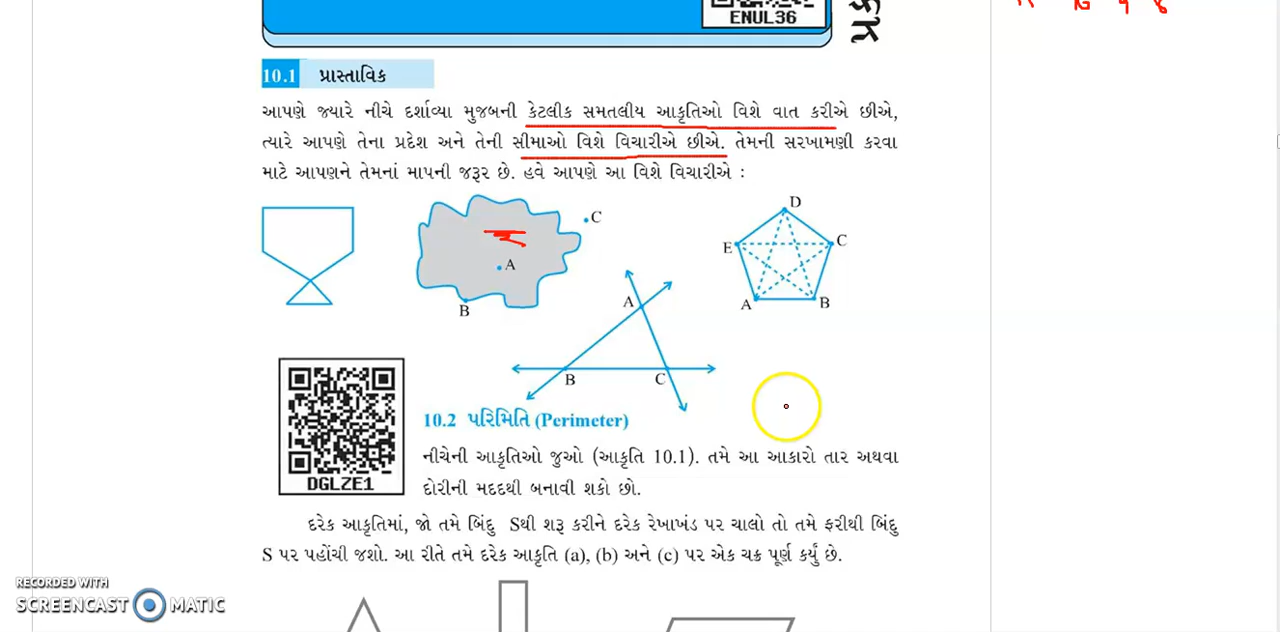 ENUL36
10.1 પ્રાસ્તાવિક
આપણે જ્યારે નીચે દર્શાવ્યા મુજબની કેટલીક સમતલીય આકૃતિઓ વિશે વાત કરીએ છીએ,
ત્યારે આપણે તેના પ્રદેશ અને તેની સીમાઓ વિશે વિચારીએ છીએ. તેમની સરખામણી કરવા
માટે આપણને તેમનાં માપની જરૂર છે. હવે આપણે આ વિશે વિચારીએ :
C
A
B
D
E
C
A
B
A
B
C
DGLZE1
10.2 પરિમિતિ (Perimeter)
નીચેની આકૃતિઓ જુઓ (આકૃતિ 10.1). તમે આ આકારો તાર અથવા
દોરીની મદદથી બનાવી શકો છો.
દરેક આકૃતિમાં, જો તમે બિંદુ Sથી શરૂ કરીને દરેક રેખાખંડ પર ચાલો તો તમે ફરીથી બિંદુ
S પર પહોંચી જશો. આ રીતે તમે દરેક આકૃતિ (a), (b) અને (c) પર એક ચક્ર પૂર્ણ કર્યું છે.
RECORDED WITH
SCREENCAST MATIC